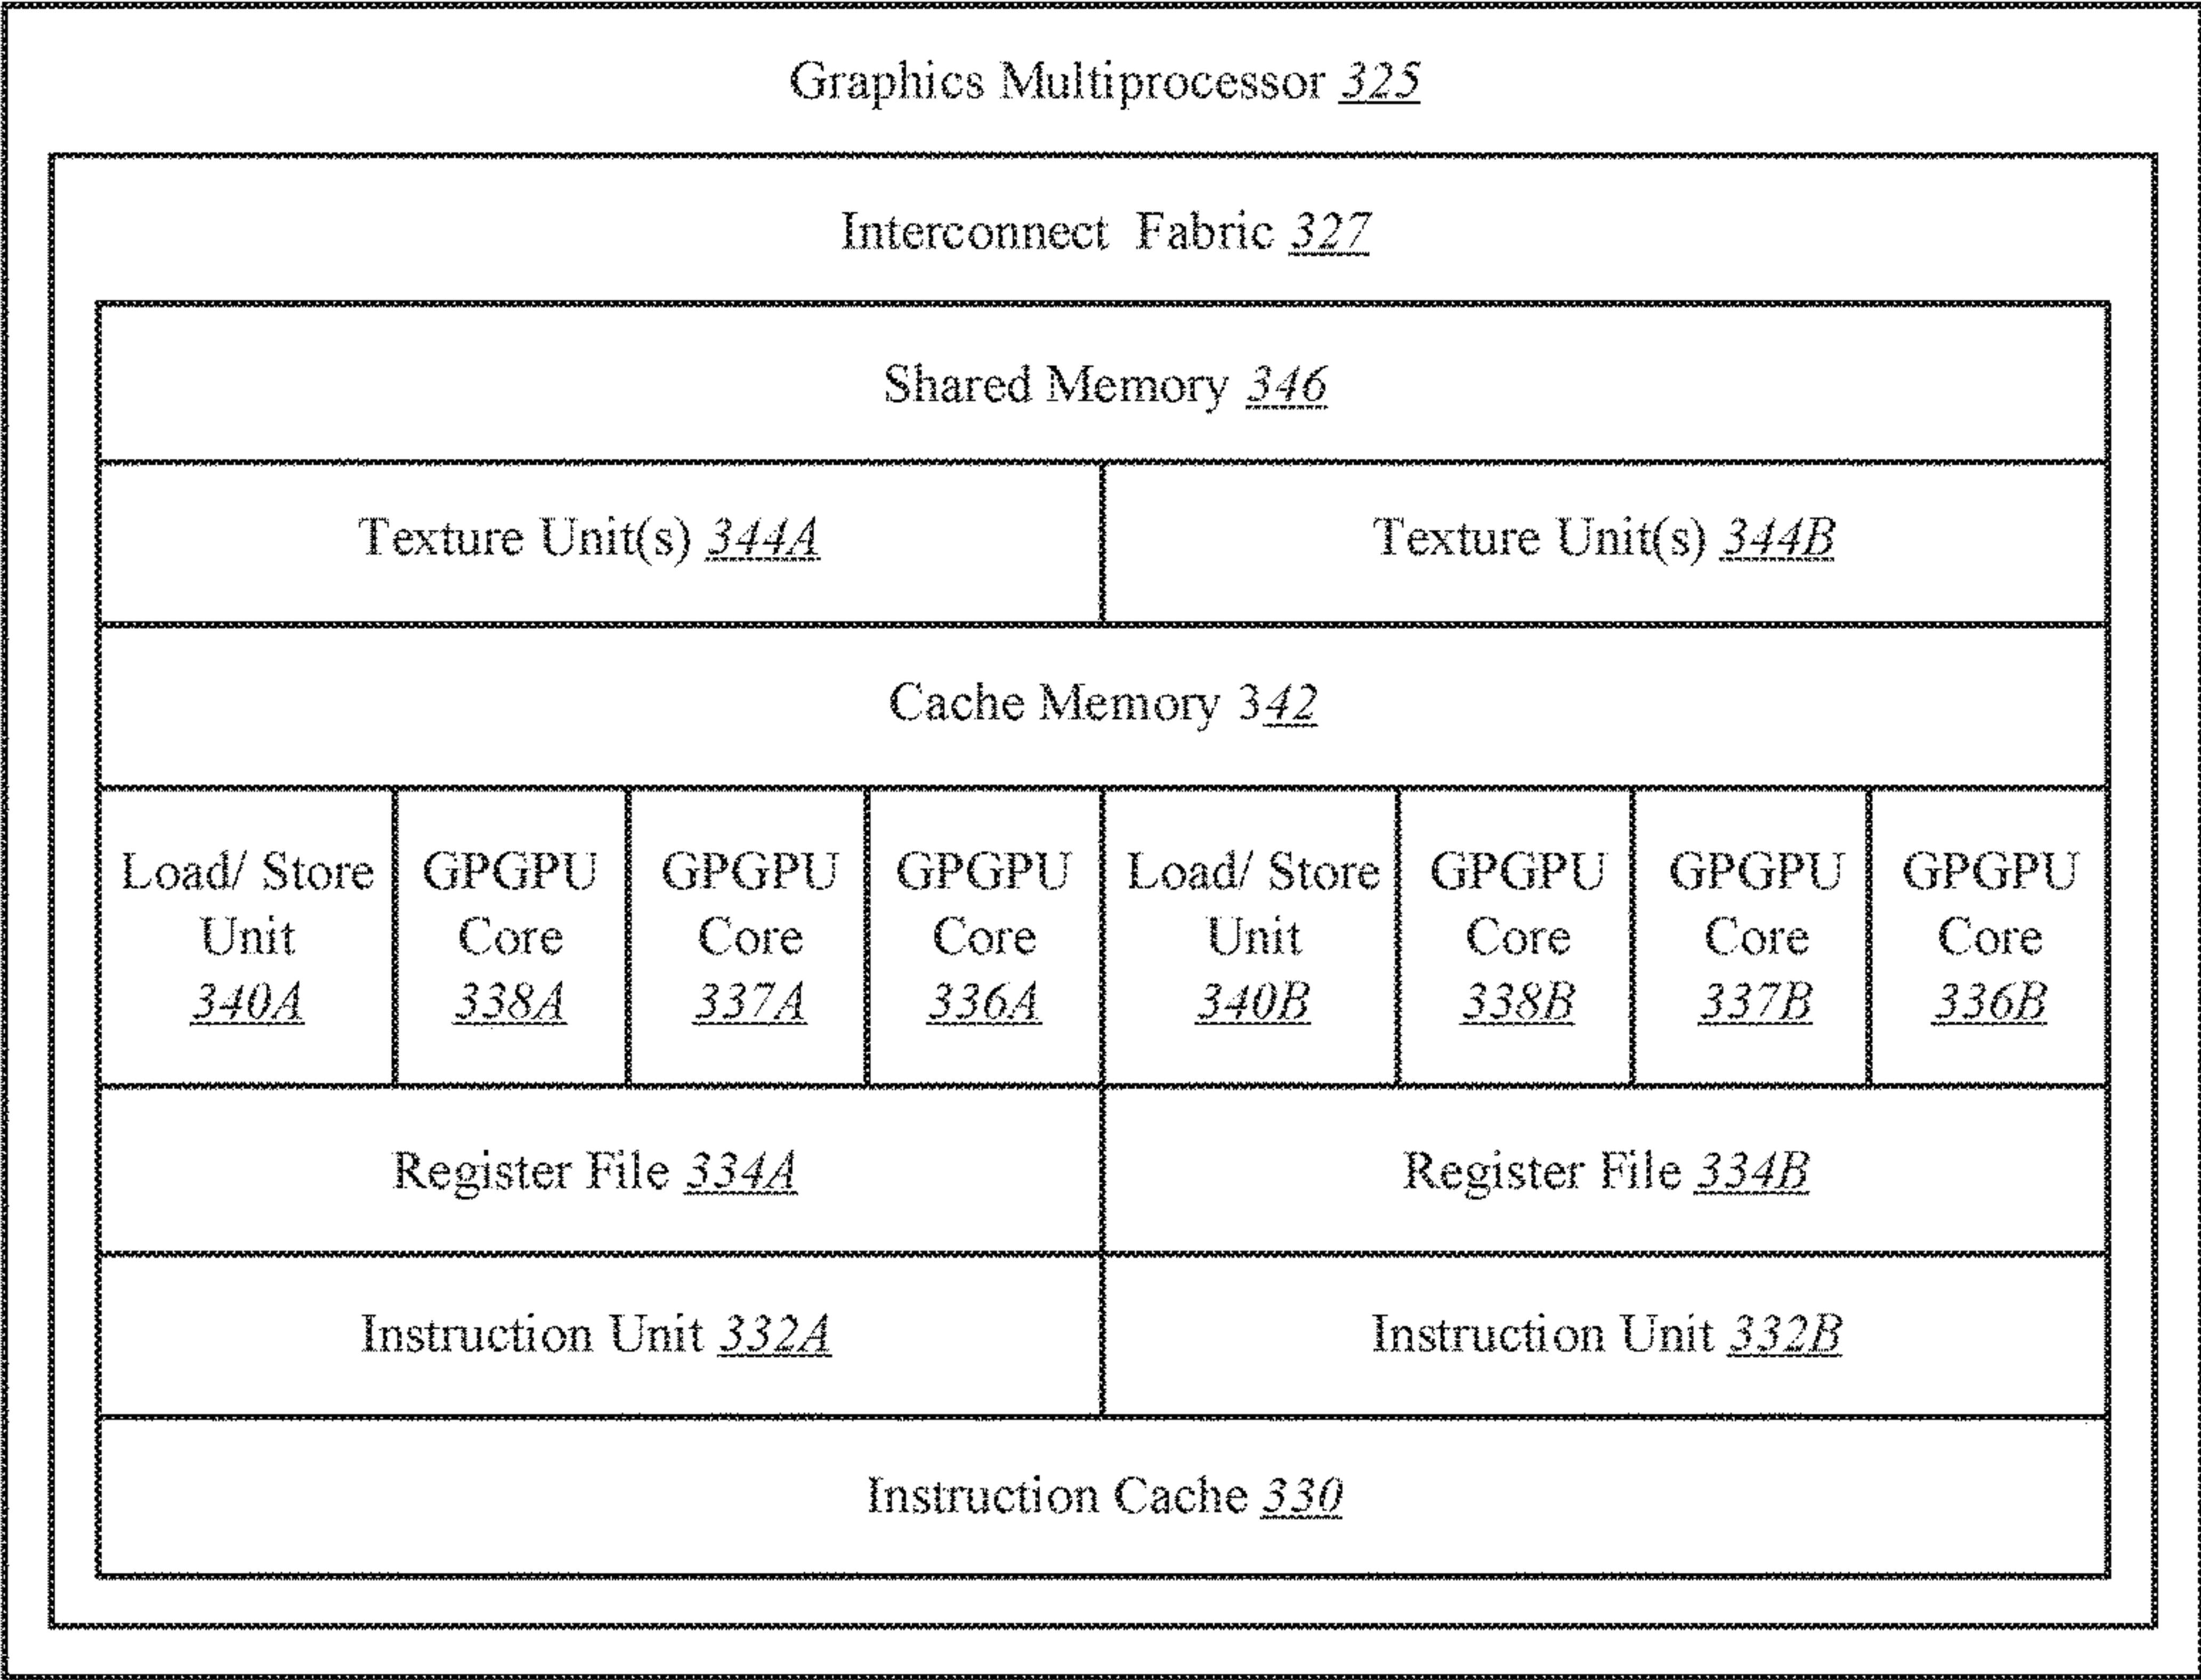 Graphics Multiprocessor 325
Interconnect Fabric 327
Shared Memory 346
Texture Unit(s) 344A
Texture Unit(s) 344B
Cache Memory 342
Load/ Store
Unit
340A
GPGPU
Core
338A
GPGPU
Core
337A
GPGPU
Core
336A
Load/ Store
Unit
340B
GPGPU
Core
338B
GPGPU
Core
337B
GPGPU
Core
336B
Register File 334A
Register File 334B
Instruction Unit 332A
Instruction Unit 332B
Instruction Cache 330